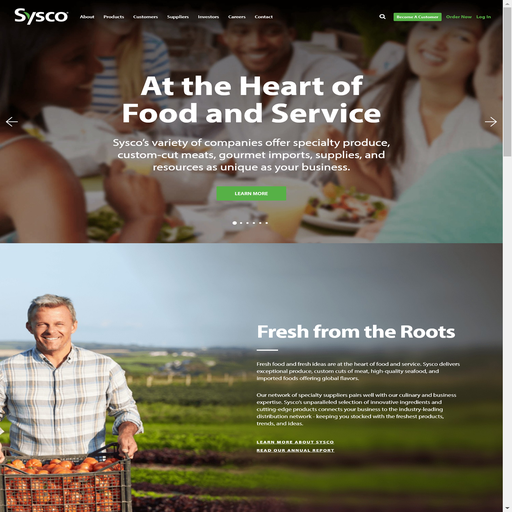 Sysco
About Products Customers Suppliers Investors Careers Contact
Become A Customer Order Now Log In
At the Heart of
Food and Service
Sysco's variety of companies offer specialty produce,
custom-cut meats, gourmet imports, supplies, and
resources as unique as your business.
LEARN MORE
Fresh from the Roots
Fresh food and fresh ideas are at the heart of food and service. Sysco delivers
exceptional produce, custom cuts of meat, high-quality seafood, and
imported foods offering global flavors.
Our network of specialty suppliers pairs well with our culinary and business
expertise. Sysco's unparalleled selection of innovative ingredients and
cutting-edge products connects your business to the industry-leading
distribution network - keeping you stocked with the freshest products,
trends, and ideas.
LEARN MORE ABOUT SYSCO
READ OUR ANNUAL REPORT